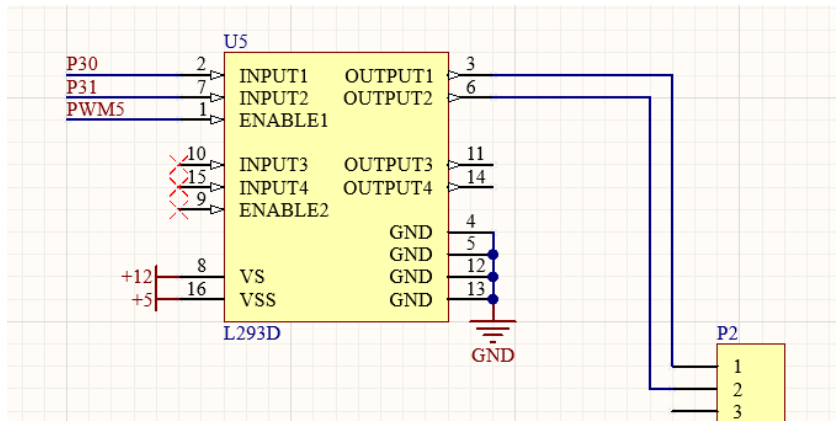 U5
P30 2 INPUT1 OUTPUT1 3
P31 7 INPUT2 OUTPUT2 6
PWM5 1 ENABLE1
10 INPUT3 OUTPUT3 11
15 INPUT4 OUTPUT4 14
9 ENABLE2
GND 4
GND 5
+12 8 VS GND 12
+5 16 VSS GND 13
L293D
GND
P2
1
2
3